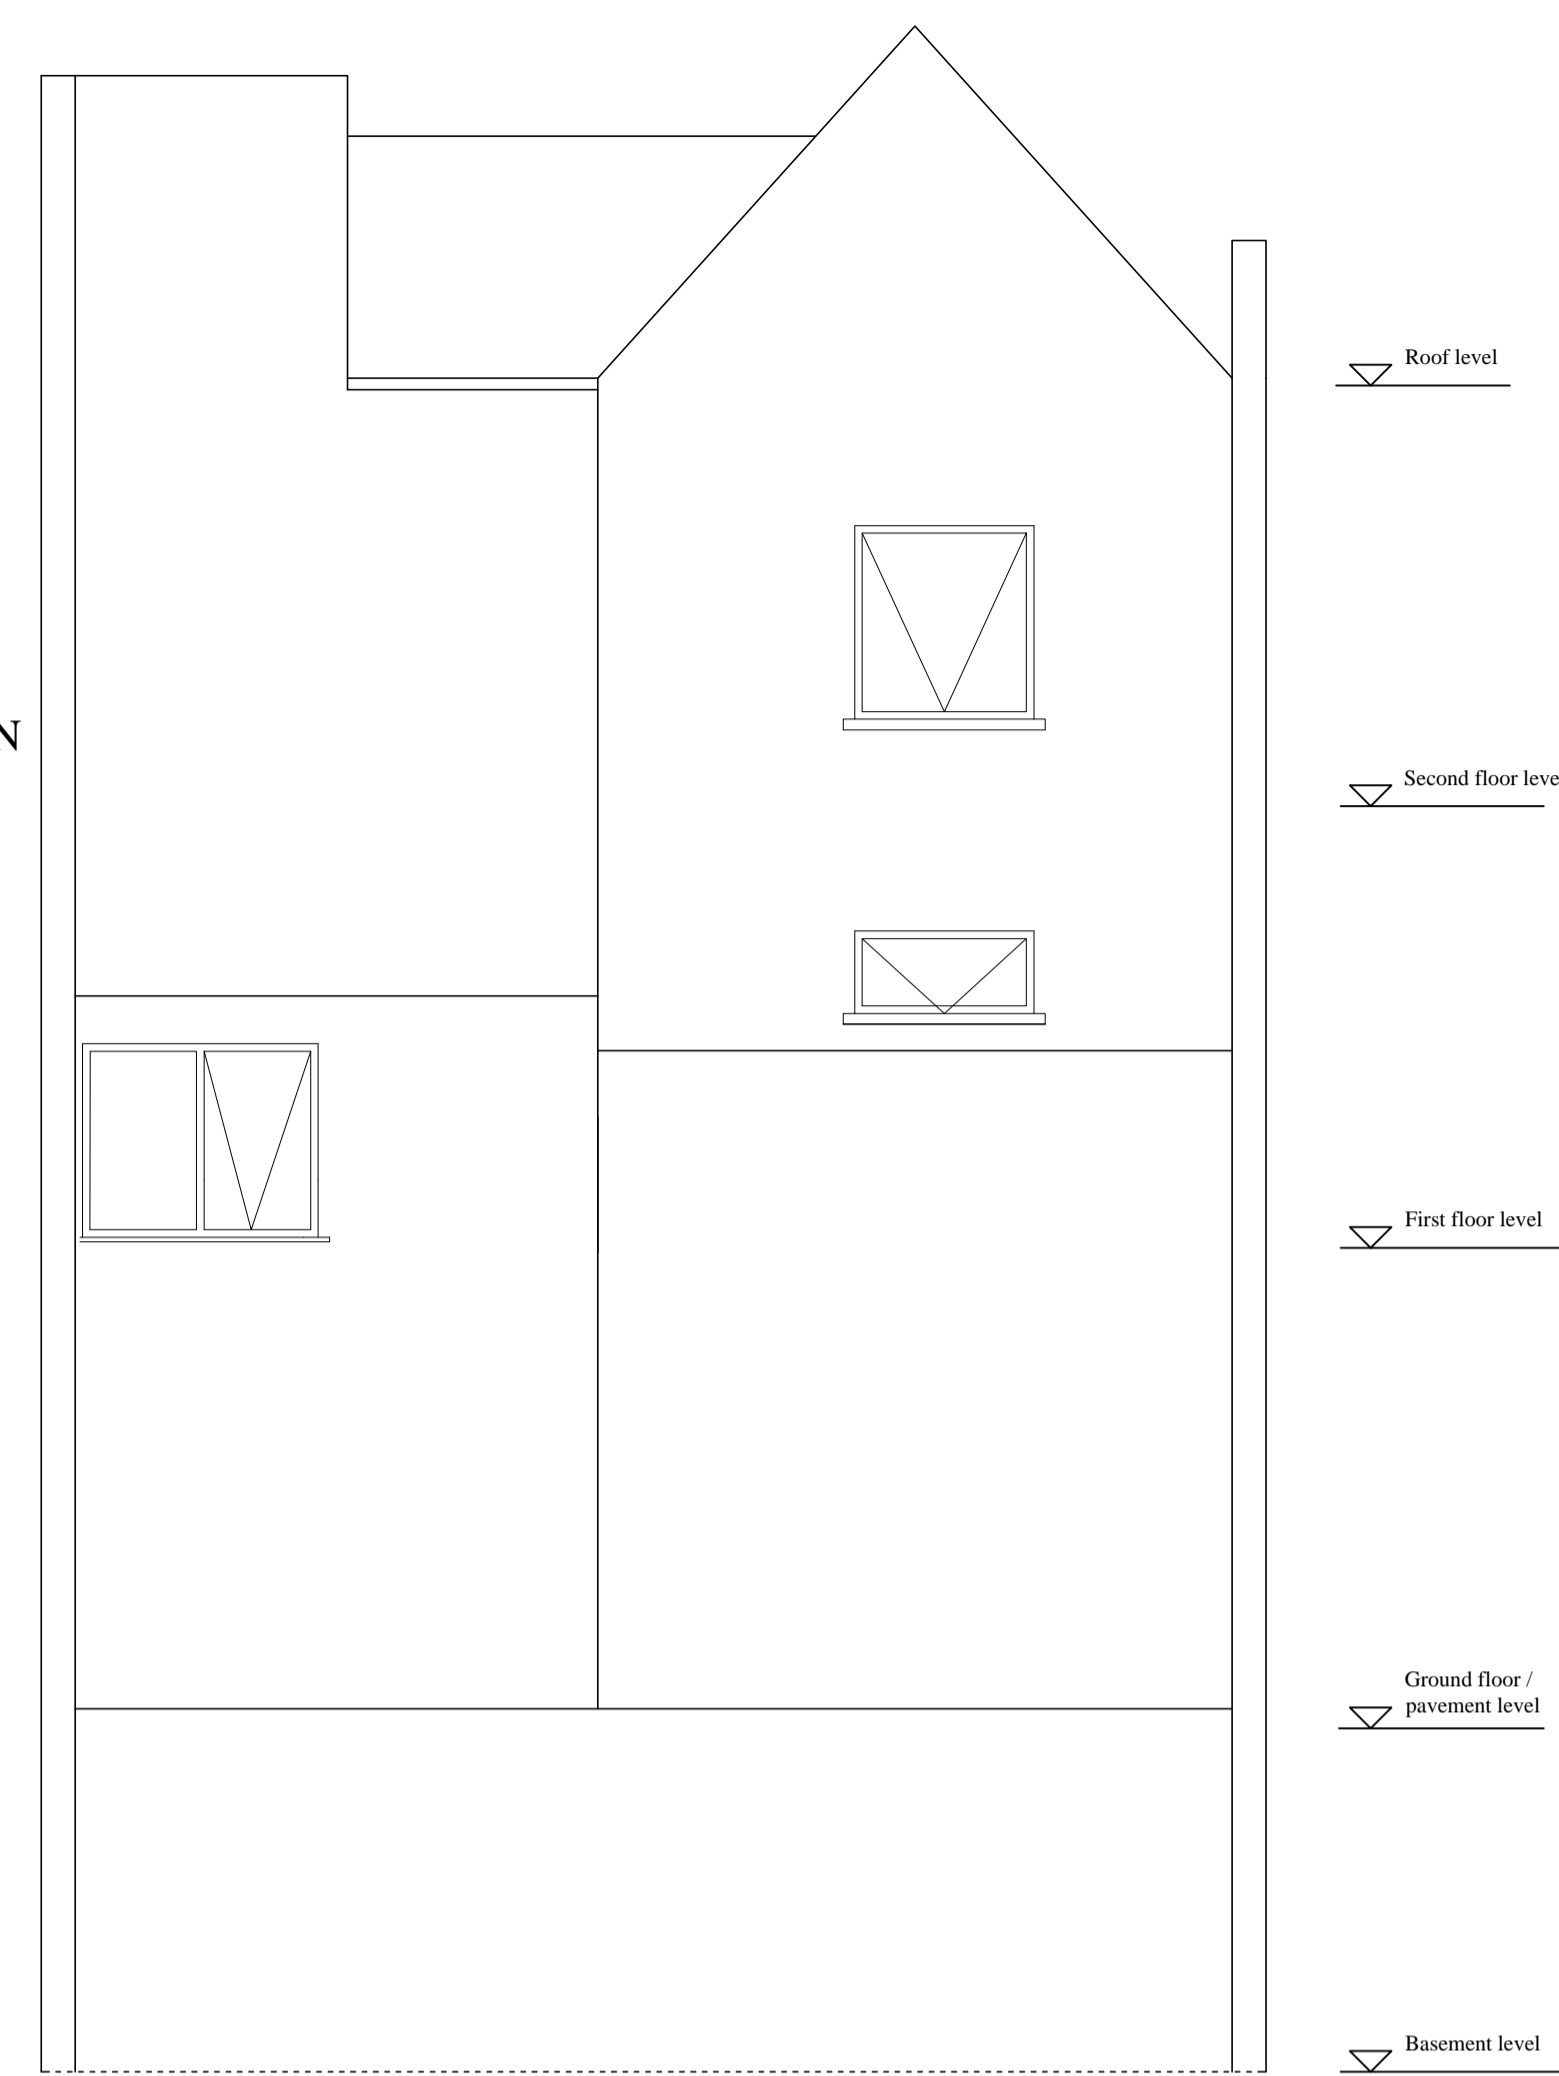 Roof level
N
Second floor leve
First floor level
Ground floor /
pavement level
Basement level